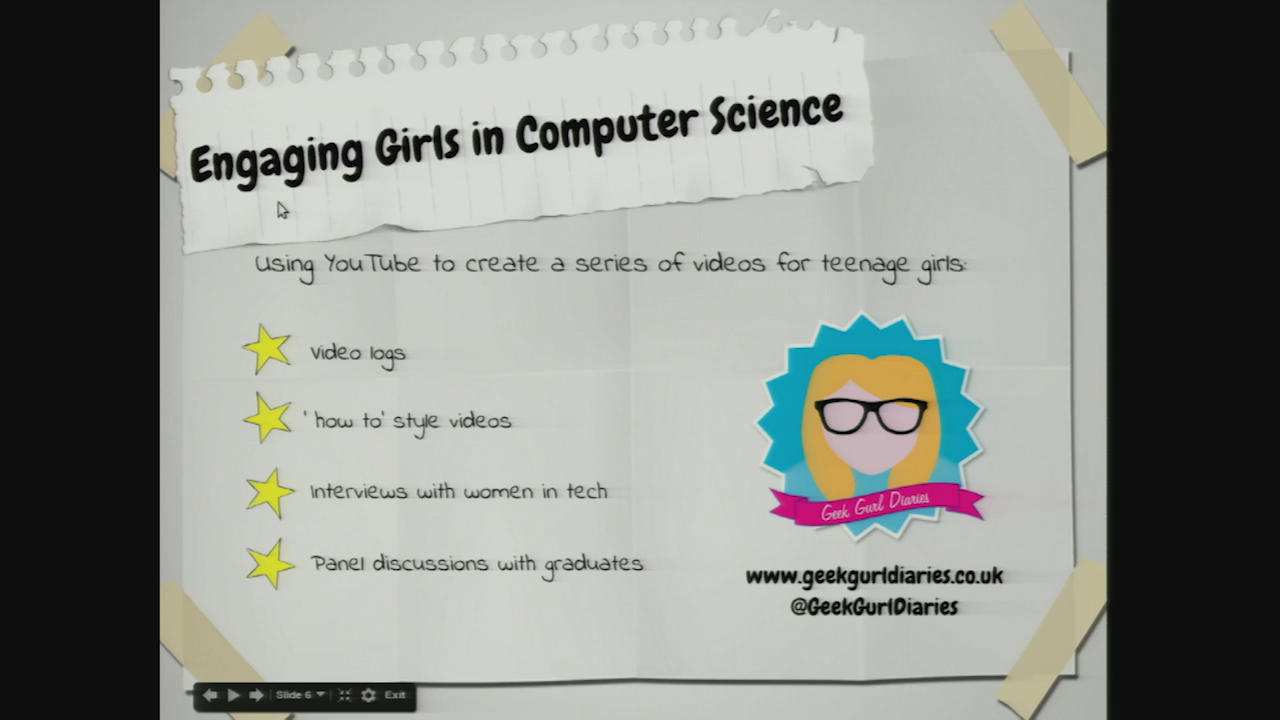 Engaging Girls in Computer Science
Using YouTube to create a series of videos for teenage girls:
video logs
'how to' style videos
Interviews with women in tech
Panel discussions with graduates
Geek Gurl Diaries
www.geekgurldiaries.co.uk
@GeekGurlDiaries
Slide 6
Exit